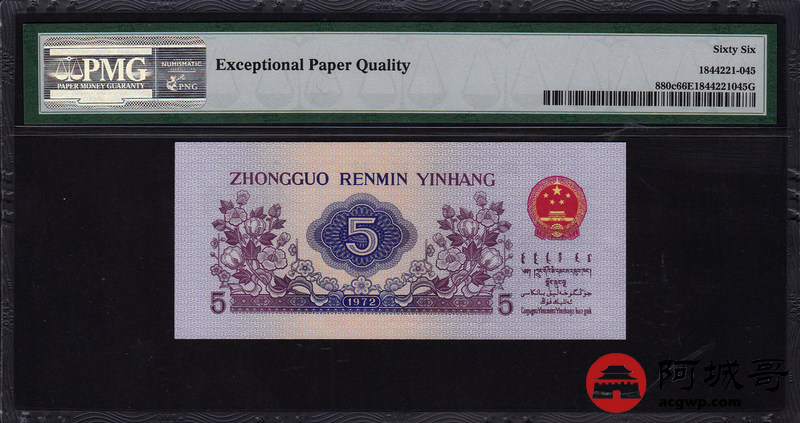 PMG
PAPER MONEY GUARANTY
NUMISMATIC
PNG
Exceptional Paper Quality
Sixty Six
1844221-045
880c66E1844221045G
ZHONGGUO RENMIN YINHANG
5
5
5
1972
阿城哥
acgwp.com